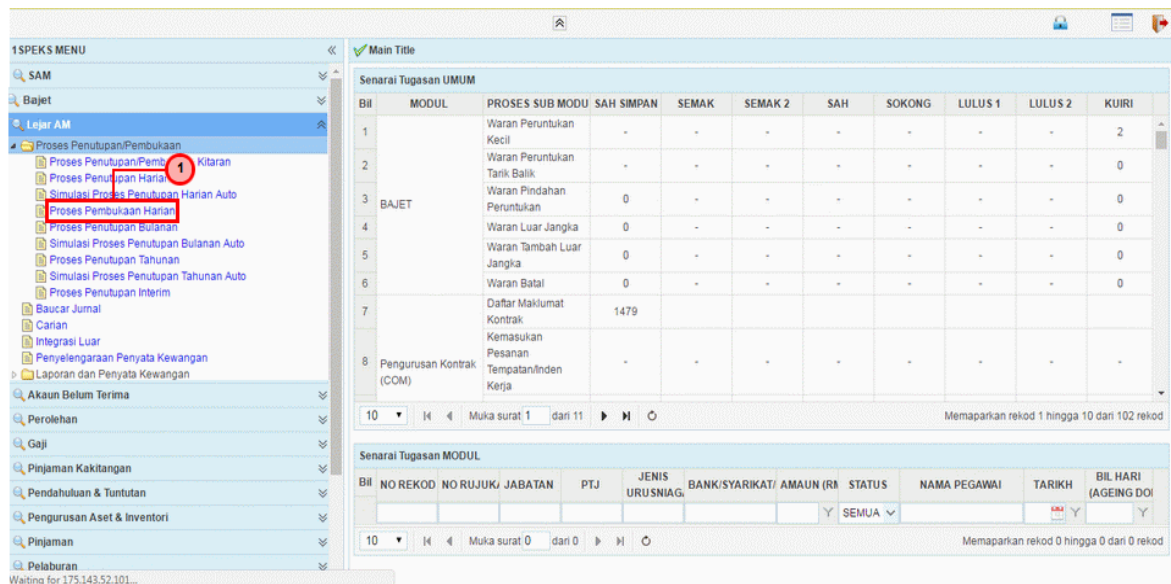 1SPEKS MENU
Main Title
SAM
Bajet
Lejar AM
Proses Penutupan/Pembukaan
Proses Penutupan/Pemb Kitaran
Proses Penutupan Harian
1
Simulasi Proses Penutupan Harian Auto
Proses Pembukaan Harian
Proses Penutupan Bulanan
Simulasi Proses Penutupan Bulanan Auto
Proses Penutupan Tahunan
Simulasi Proses Penutupan Tahunan Auto
Proses Penutupan Interim
Baucar Jurnal
Carian
Integrasi Luar
Penyelengaraan Penyata Kewangan
Laporan dan Penyata Kewangan
Akaun Belum Terima
Perolehan
Gaji
Pinjaman Kakitangan
Pendahuluan & Tuntutan
Pengurusan Aset & Inventori
Pinjaman
Pelaburan
Waiting for 175.143.52.101...
Senarai Tugasan UMUM
Bil MODUL PROSES SUB MODU SAH SIMPAN SEMAK SEMAK 2 SAH SOKONG LULUS 1 LULUS 2 KUIRI
1 Waran Peruntukan Kecil - - - - - - - 2
2 Waran Peruntukan Tarik Balik - - - - - - - 0
3 BAJET Waran Pindahan Peruntukan 0 - - - - - - 0
4 Waran Luar Jangka 0 - - - - - - 0
5 Waran Tambah Luar Jangka 0 - - - - - - 0
6 Waran Batal 0 - - - - - - 0
7 Daftar Maklumat Kontrak 1479
8 Pengurusan Kontrak (COM) Kemasukan Pesanan Tempatan/Inden Kerja - - - - - - - -
10 Muka surat 1 dari 11 Memaparkan rekod 1 hingga 10 dari 102 rekod
Senarai Tugasan MODUL
Bil NO REKOD NO RUJUKA JABATAN PTJ JENIS URUSNIAG BANK/SYARIKAT/ AMAUN (RM STATUS NAMA PEGAWAI TARIKH BIL HARI (AGEING DOI
SEMUA
10 Muka surat 0 dari 0 Memaparkan rekod 0 hingga 0 dari 0 rekod